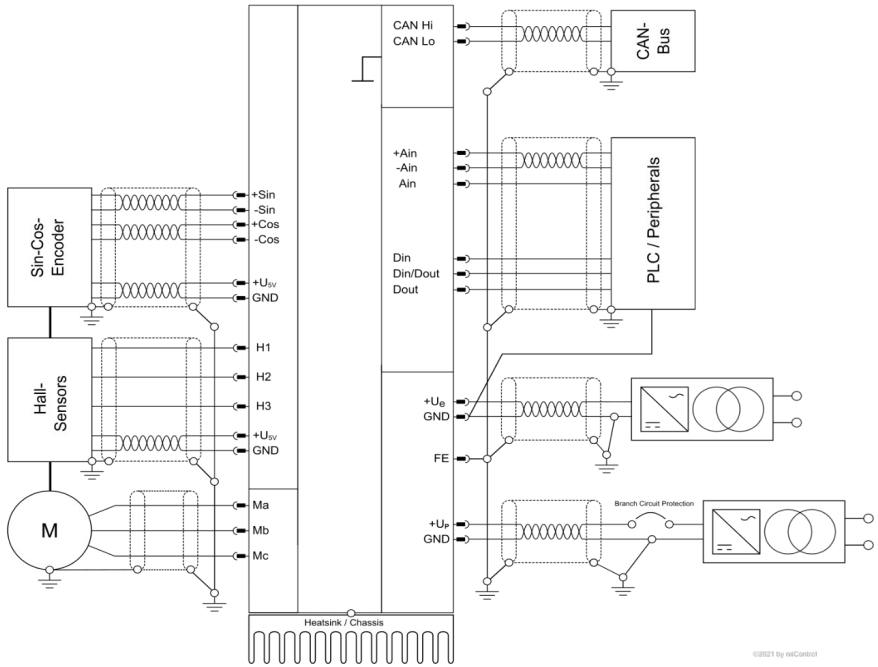 CAN Hi
CAN Lo
CAN-
Bus
+Ain
-Ain
Ain
Din
Din/Dout
Dout
PLC / Peripherals
+Sin
-Sin
+Cos
-Cos
+U5V
GND
Sin-Cos-
Encoder
H1
H2
H3
+U5V
GND
Hall-
Sensors
+Ue
GND
FE
Ma
Mb
Mc
M
+UP
GND
Branch Circuit Protection
Heatsink / Chassis
©2021 by miControl